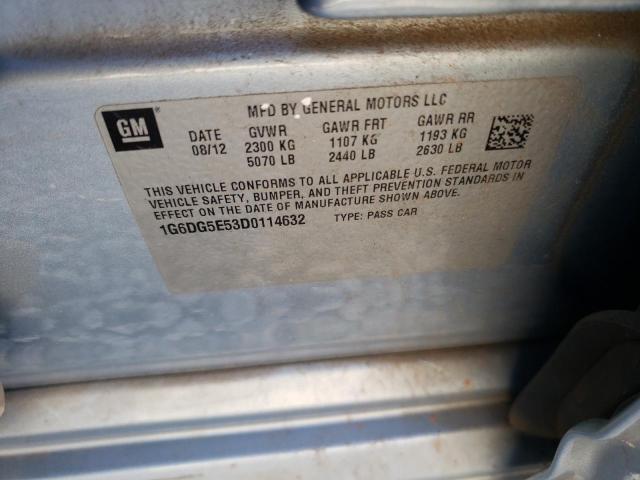 GM
MFD BY GENERAL MOTORS LLC
DATE GVWR GAWR FRT GAWR RR
08/12 2300 KG 1107 KG 1193 KG
5070 LB 2440 LB 2630 LB
THIS VEHICLE CONFORMS TO ALL APPLICABLE U.S. FEDERAL MOTOR
VEHICLE SAFETY, BUMPER, AND THEFT PREVENTION STANDARDS IN
EFFECT ON THE DATE OF MANUFACTURE SHOWN ABOVE.
1G6DG5E53D0114632 TYPE: PASS CAR